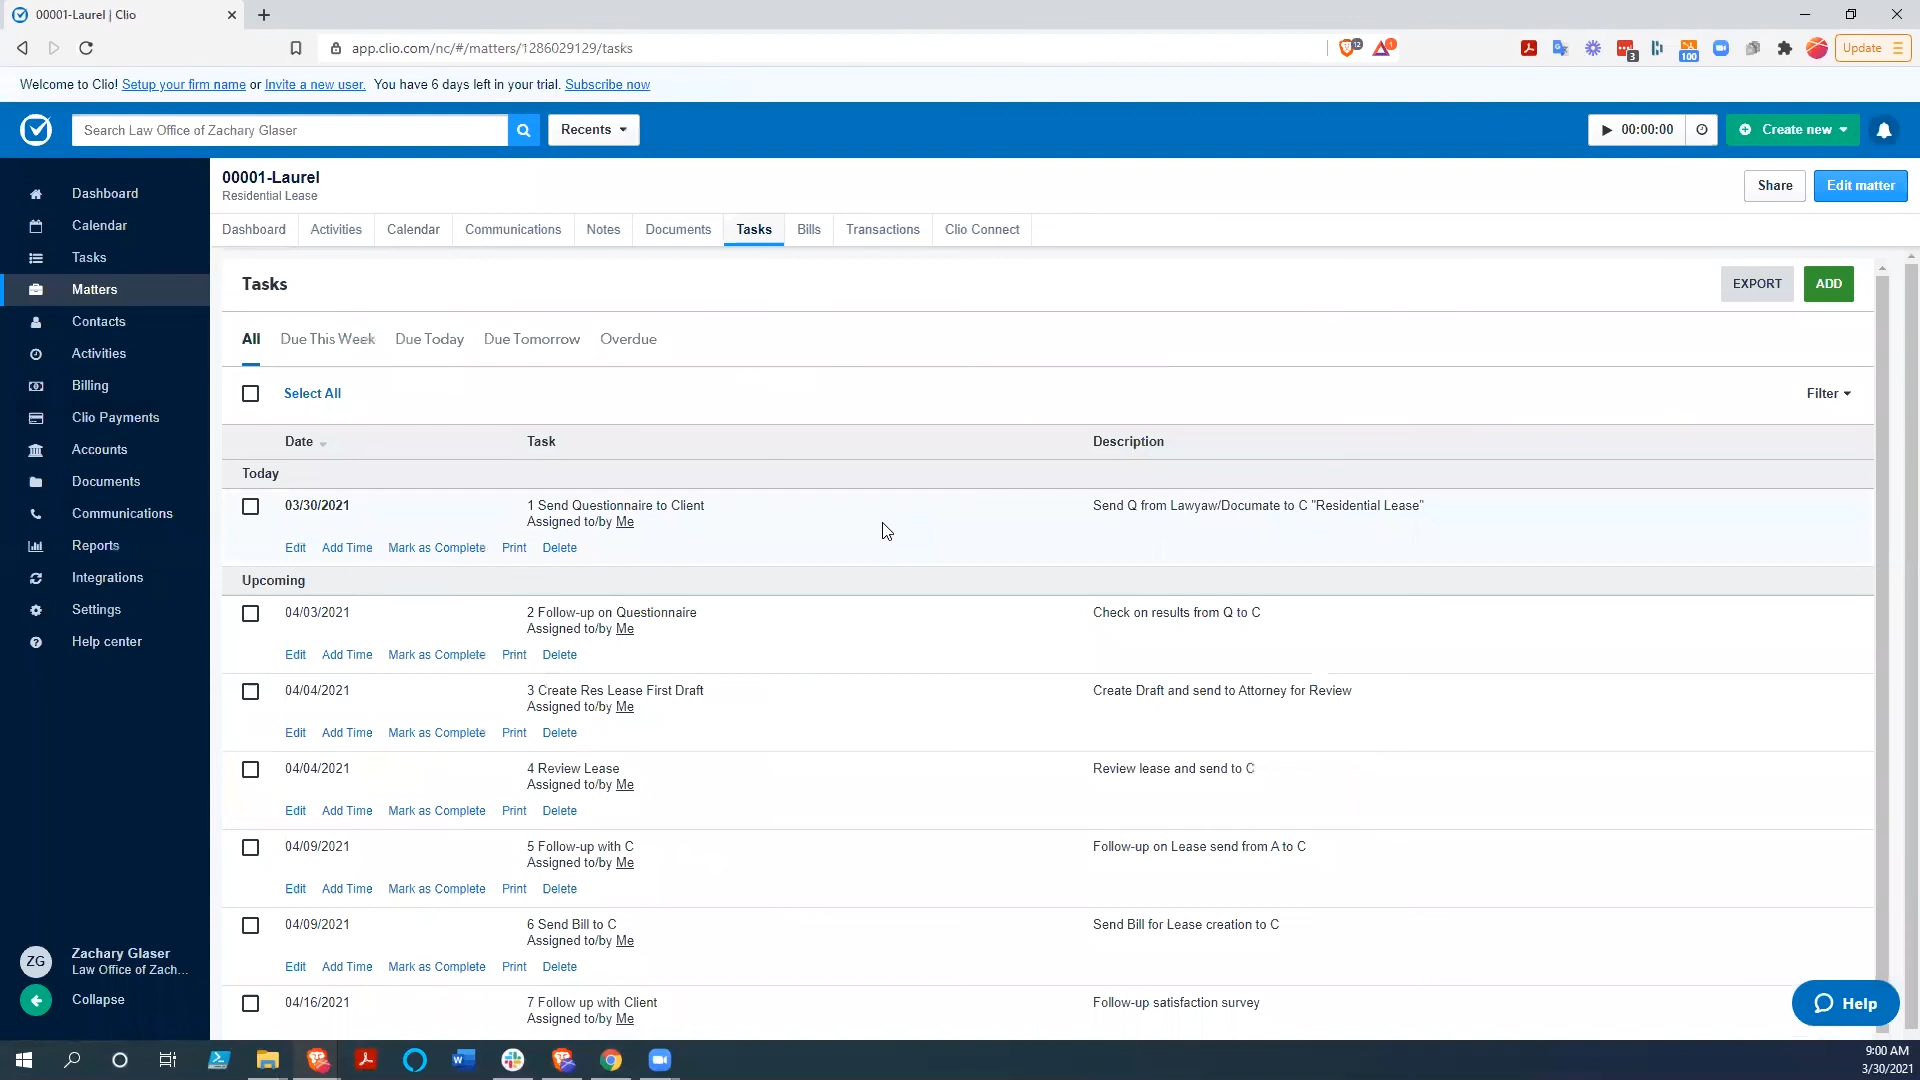 00001-Laurel | Clio
app.clio.com/nc/#/matters/1286029129/tasks
12
1
3
100
Update
Welcome to Clio! Setup your firm name or Invite a new user. You have 6 days left in your trial. Subscribe now
Search Law Office of Zachary Glaser
Recents
00:00:00
Create new
Dashboard
Calendar
Tasks
Matters
Contacts
Activities
Billing
Clio Payments
Accounts
Documents
Communications
Reports
Integrations
Settings
Help center
ZG
Zachary Glaser
Law Office of Zach...
Collapse
00001-Laurel
Residential Lease
Share
Edit matter
Dashboard Activities Calendar Communications Notes Documents Tasks Bills Transactions Clio Connect
Tasks
EXPORT
ADD
All Due This Week Due Today Due Tomorrow Overdue
Select All
Filter
Date Task Description
Today
03/30/2021 1 Send Questionnaire to Client Send Q from Lawyaw/Documate to C "Residential Lease"
Assigned to/by Me
Edit Add Time Mark as Complete Print Delete
Upcoming
04/03/2021 2 Follow-up on Questionnaire Check on results from Q to C
Assigned to/by Me
Edit Add Time Mark as Complete Print Delete
04/04/2021 3 Create Res Lease First Draft Create Draft and send to Attorney for Review
Assigned to/by Me
Edit Add Time Mark as Complete Print Delete
04/04/2021 4 Review Lease Review lease and send to C
Assigned to/by Me
Edit Add Time Mark as Complete Print Delete
04/09/2021 5 Follow-up with C Follow-up on Lease send from A to C
Assigned to/by Me
Edit Add Time Mark as Complete Print Delete
04/09/2021 6 Send Bill to C Send Bill for Lease creation to C
Assigned to/by Me
Edit Add Time Mark as Complete Print Delete
04/16/2021 7 Follow up with Client Follow-up satisfaction survey
Assigned to/by Me
Help
9:00 AM
3/30/2021